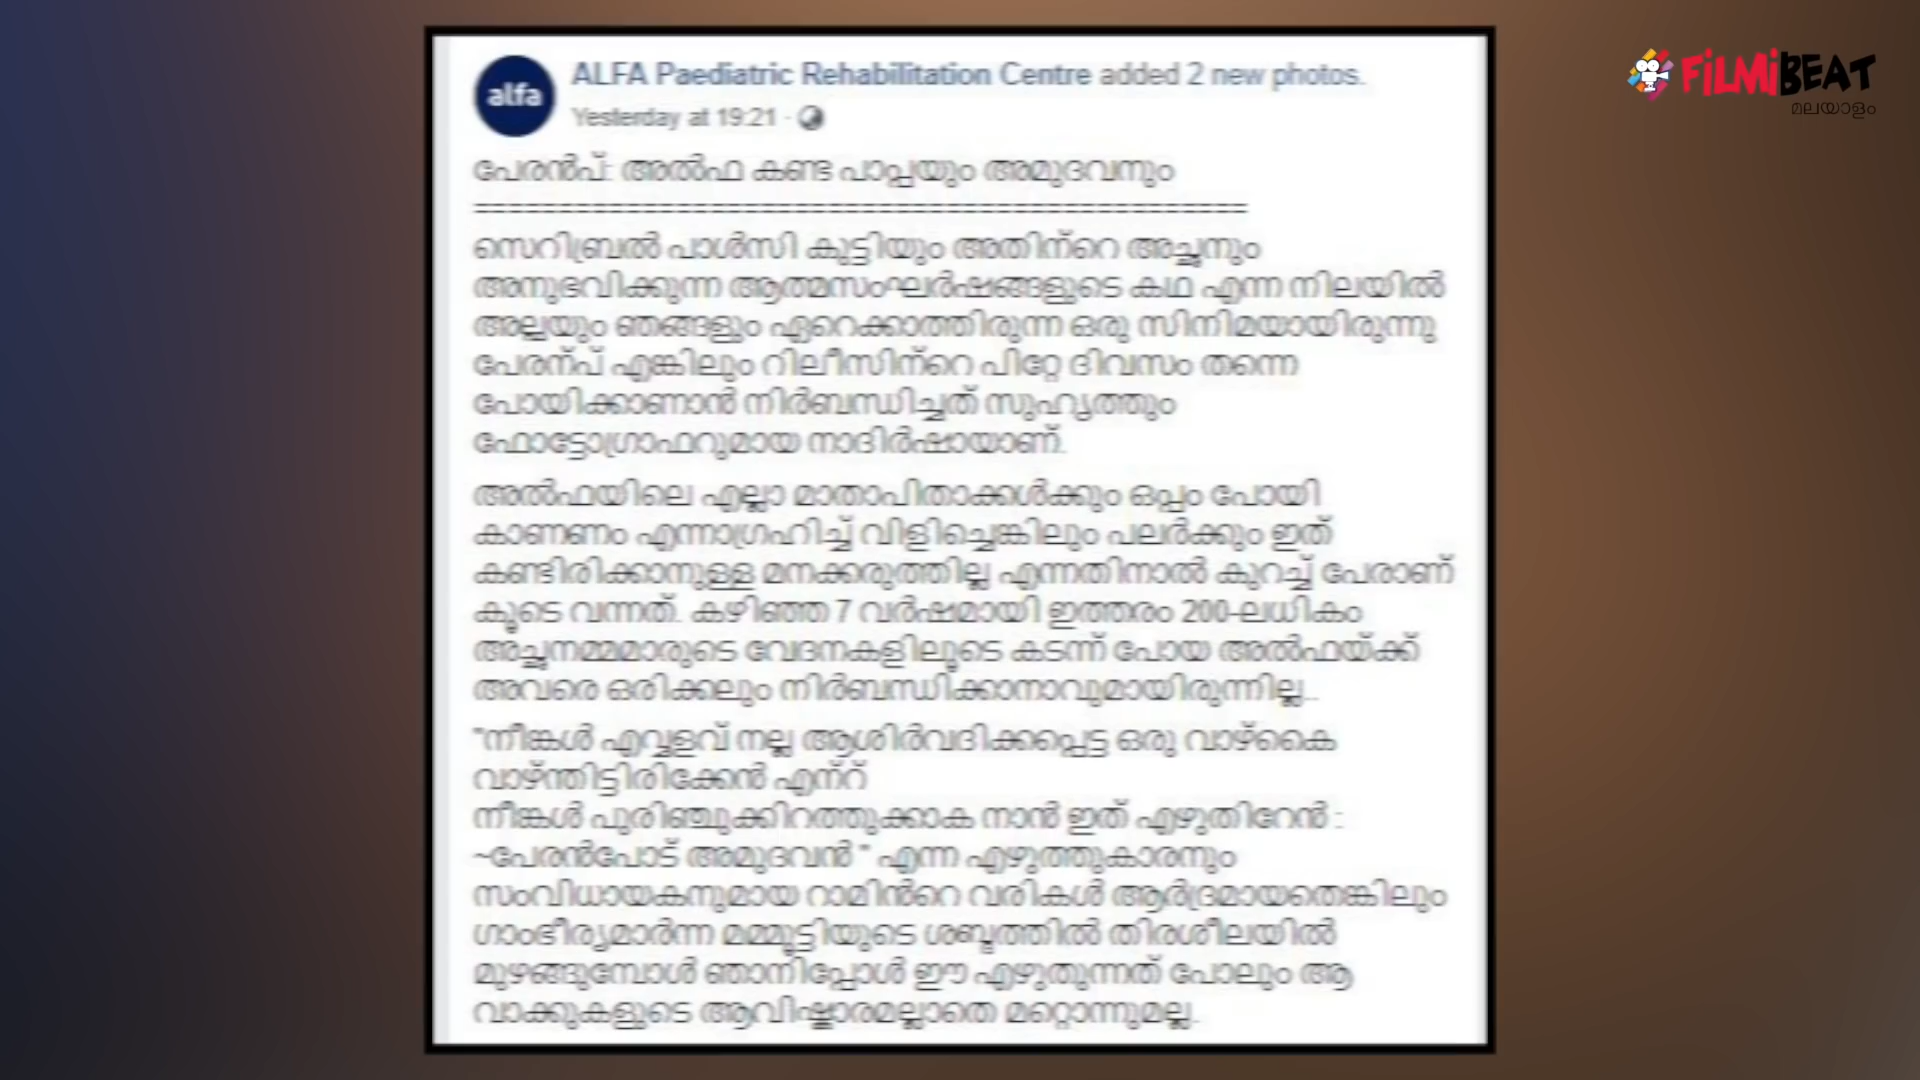 FiLMiBEAT
മലയാളം
alfa
ALFA Paediatric Rehabilitation Centre added 2 new photos.
Yesterday at 19:21 ·
പേരൻപ്: അൽഫ കണ്ട പാപ്പയും അമുദവനും
==============================================
സെറിബ്രൽ പാൾസി കുട്ടിയും അതിന്റെ അച്ഛനും
അനുഭവിക്കുന്ന ആത്മസംഘർഷങ്ങളുടെ കഥ എന്ന നിലയിൽ
അല്ലയും ഞങ്ങളും ഏറെക്കാത്തിരുന്ന ഒരു സിനിമയായിരുന്നു
പേരന്പ് എങ്കിലും റിലീസിന്റെ പിറ്റേ ദിവസം തന്നെ
പോയിക്കാണാൻ നിർബന്ധിച്ചത് സുഹൃത്തും
ഫോട്ടോഗ്രാഫറുമായ നാദിർഷായാണ്.
അൽഫയിലെ എല്ലാ മാതാപിതാക്കൾക്കും ഒപ്പം പോയി
കാണണം എന്നാഗ്രഹിച്ച് വിളിച്ചെങ്കിലും പലർക്കും ഇത്
കണ്ടിരിക്കാനുള്ള മനക്കരുത്തില്ല എന്നതിനാൽ കുറച്ച് പേരാണ്
കൂടെ വന്നത്. കഴിഞ്ഞ 7 വർഷമായി ഇത്തരം 200-ലധികം
അച്ഛനമ്മമാരുടെ വേദനകളിലൂടെ കടന്ന് പോയ അൽഫയ്ക്ക്
അവരെ ഒരിക്കലും നിർബന്ധിക്കാനാവുമായിരുന്നില്ല..
"നീങ്കൾ എവ്വളവ് നല്ല ആശിർവദിക്കപ്പെട്ട ഒരു വാഴ്കൈ
വാഴ്ന്തിട്ടിരിക്കേൻ എന്റ്
നീങ്കൾ പുരിഞ്ചുക്കിറത്തുക്കാക നാൻ ഇത് എഴുതിറേൻ :
~പേരൻപോട് അമുദവൻ " എന്ന എഴുത്തുകാരനും
സംവിധായകനുമായ റാമിൻറെ വരികൾ ആർദ്രമായതെങ്കിലും
ഗാംഭീര്യമാർന്ന മമ്മൂട്ടിയുടെ ശബ്ദത്തിൽ തിരശീലയിൽ
മുഴങ്ങുമ്പോൾ ഞാനിപ്പോൾ ഈ എഴുതുന്നത് പോലും ആ
വാക്കുകളുടെ ആവിഷ്ക്കാരമല്ലാതെ മറ്റൊന്നുമല്ല.